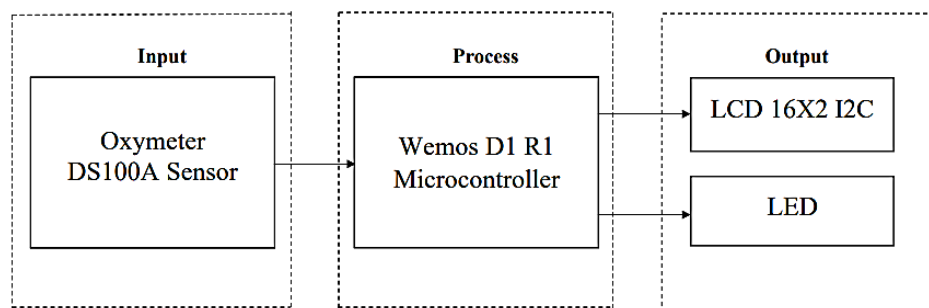 Input
Oxymeter
DS100A Sensor
Process
Wemos D1 R1
Microcontroller
Output
LCD 16X2 I2C
LED